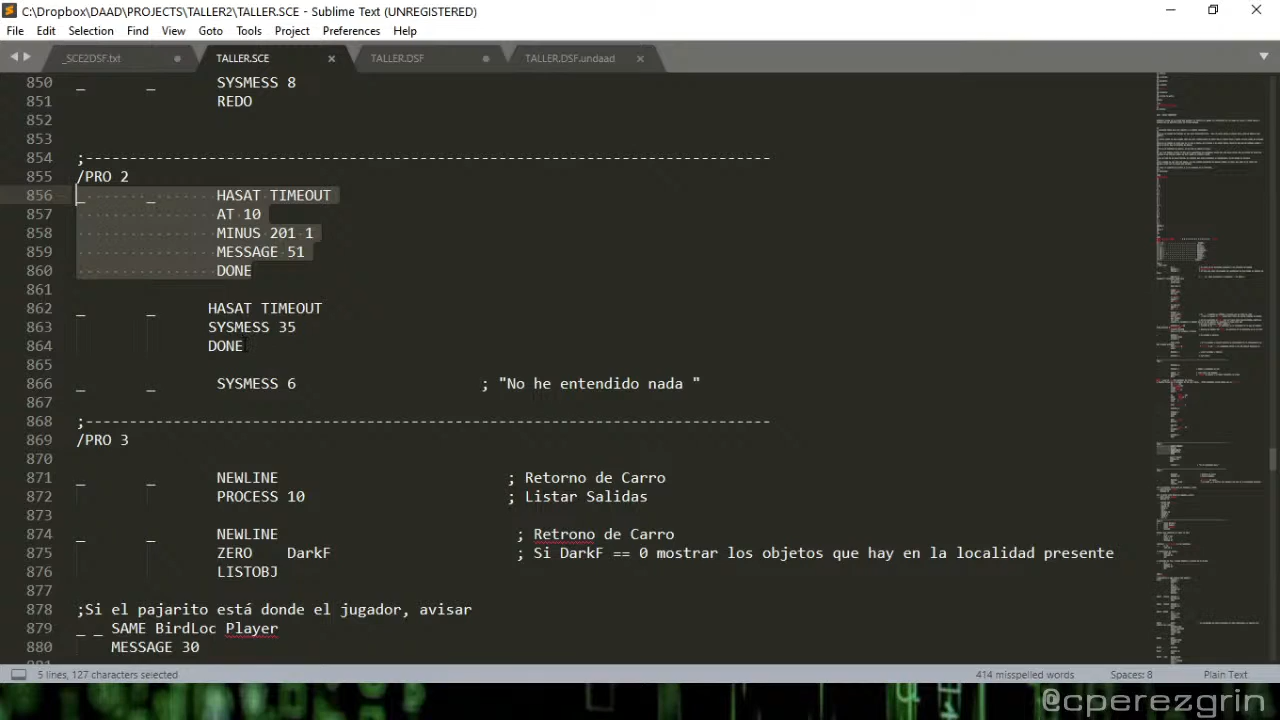 C:\Dropbox\DAAD\PROJECTS\TALLER2\TALLER.SCE - Sublime Text (UNREGISTERED)
File Edit Selection Find View Goto Tools Project Preferences Help
_SCE2DSF.txt TALLER.SCE TALLER.DSF TALLER.DSF.undaad
850 _ _ SYSMESS 8
851 REDO
852
853
854 ;-----------------------------------------------------------------------------
855 /PRO 2
856 _ _ HASAT TIMEOUT
857 AT 10
858 MINUS 201 1
859 MESSAGE 51
860 DONE
861
862 _ _ HASAT TIMEOUT
863 SYSMESS 35
864 DONE
865
866 _ _ SYSMESS 6 ; "No he entendido nada "
867
868 ;------------------------------------------------------------------------------
869 /PRO 3
870
871 _ _ NEWLINE ; Retorno de Carro
872 PROCESS 10 ; Listar Salidas
873
874 _ _ NEWLINE ; Retrono de Carro
875 ZERO DarkF ; Si DarkF == 0 mostrar los objetos que hay en la localidad presente
876 LISTOBJ
877
878 ;Si el pajarito está donde el jugador, avisar
879 _ _ SAME BirdLoc Player
880 MESSAGE 30
5 lines, 127 characters selected 414 misspelled words Spaces: 8 Plain Text
@cperezgrin